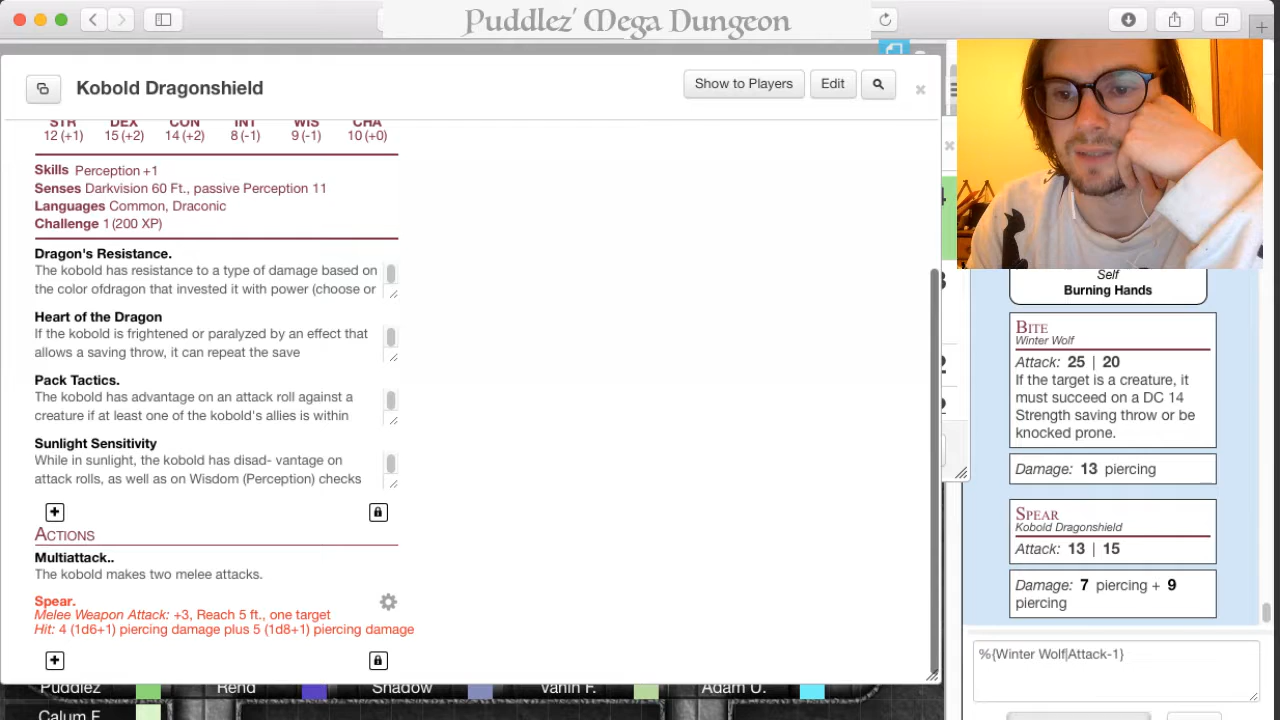 Puddlez' Mega Dungeon
Kobold Dragonshield
Show to Players
Edit
STR DEX CON INT WIS CHA
12 (+1) 15 (+2) 14 (+2) 8 (-1) 9 (-1) 10 (+0)
Skills Perception +1
Senses Darkvision 60 Ft., passive Perception 11
Languages Common, Draconic
Challenge 1 (200 XP)
Dragon's Resistance.
The kobold has resistance to a type of damage based on
the color ofdragon that invested it with power (choose or
Heart of the Dragon
If the kobold is frightened or paralyzed by an effect that
allows a saving throw, it can repeat the save
Pack Tactics.
The kobold has advantage on an attack roll against a
creature if at least one of the kobold's allies is within
Sunlight Sensitivity
While in sunlight, the kobold has disad- vantage on
attack rolls, as well as on Wisdom (Perception) checks
Actions
Multiattack..
The kobold makes two melee attacks.
Spear.
Melee Weapon Attack: +3, Reach 5 ft., one target
Hit: 4 (1d6+1) piercing damage plus 5 (1d8+1) piercing damage
Puddlez Rend Shadow Vanin F. Adam U.
Calum F.
Self
Burning Hands
Bite
Winter Wolf
Attack: 25 | 20
If the target is a creature, it
must succeed on a DC 14
Strength saving throw or be
knocked prone.
Damage: 13 piercing
Spear
Kobold Dragonshield
Attack: 13 | 15
Damage: 7 piercing + 9
piercing
%{Winter Wolf|Attack-1}